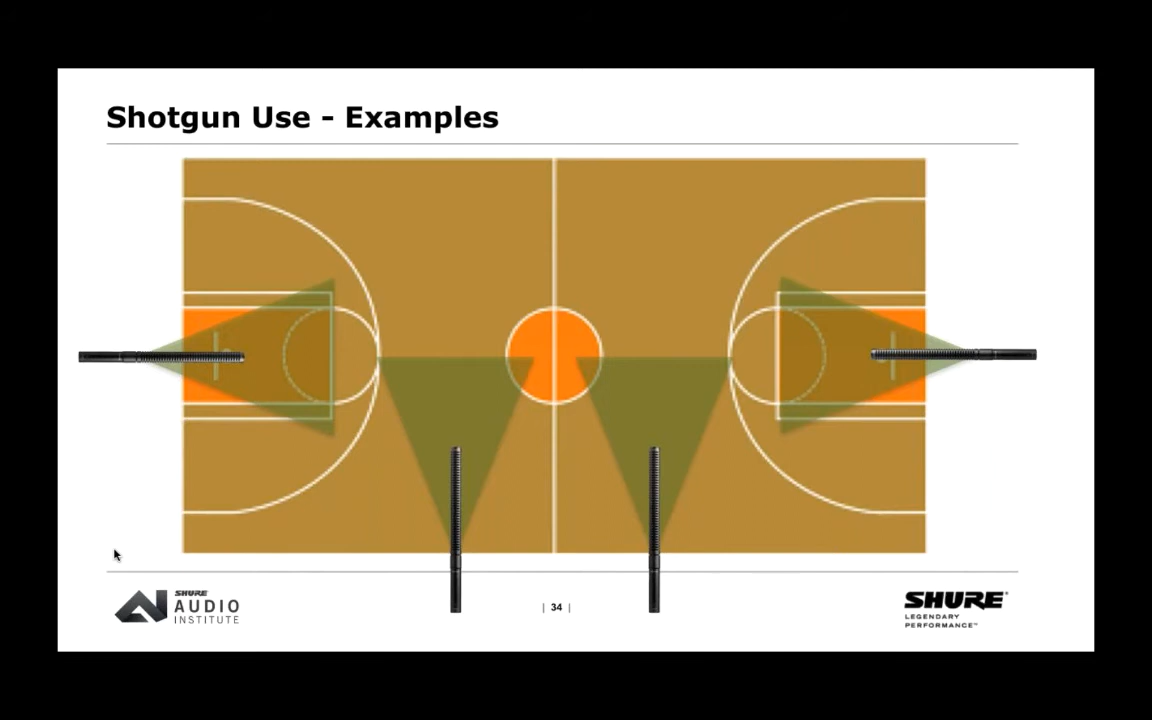 Shotgun Use - Examples
SHURE
AUDIO
INSTITUTE
| 34 |
SHURE®
LEGENDARY
PERFORMANCE™